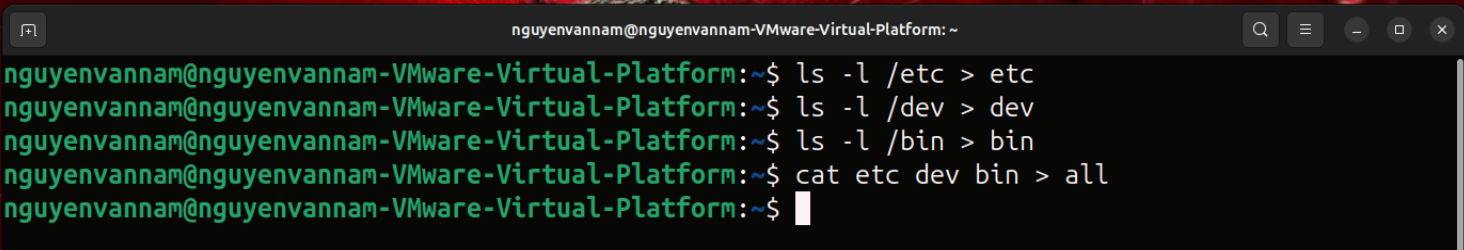 nguyenvannam@nguyenvannam-VMware-Virtual-Platform: ~
nguyenvannam@nguyenvannam-VMware-Virtual-Platform:~$ ls -l /etc > etc
nguyenvannam@nguyenvannam-VMware-Virtual-Platform:~$ ls -l /dev > dev
nguyenvannam@nguyenvannam-VMware-Virtual-Platform:~$ ls -l /bin > bin
nguyenvannam@nguyenvannam-VMware-Virtual-Platform:~$ cat etc dev bin > all
nguyenvannam@nguyenvannam-VMware-Virtual-Platform:~$